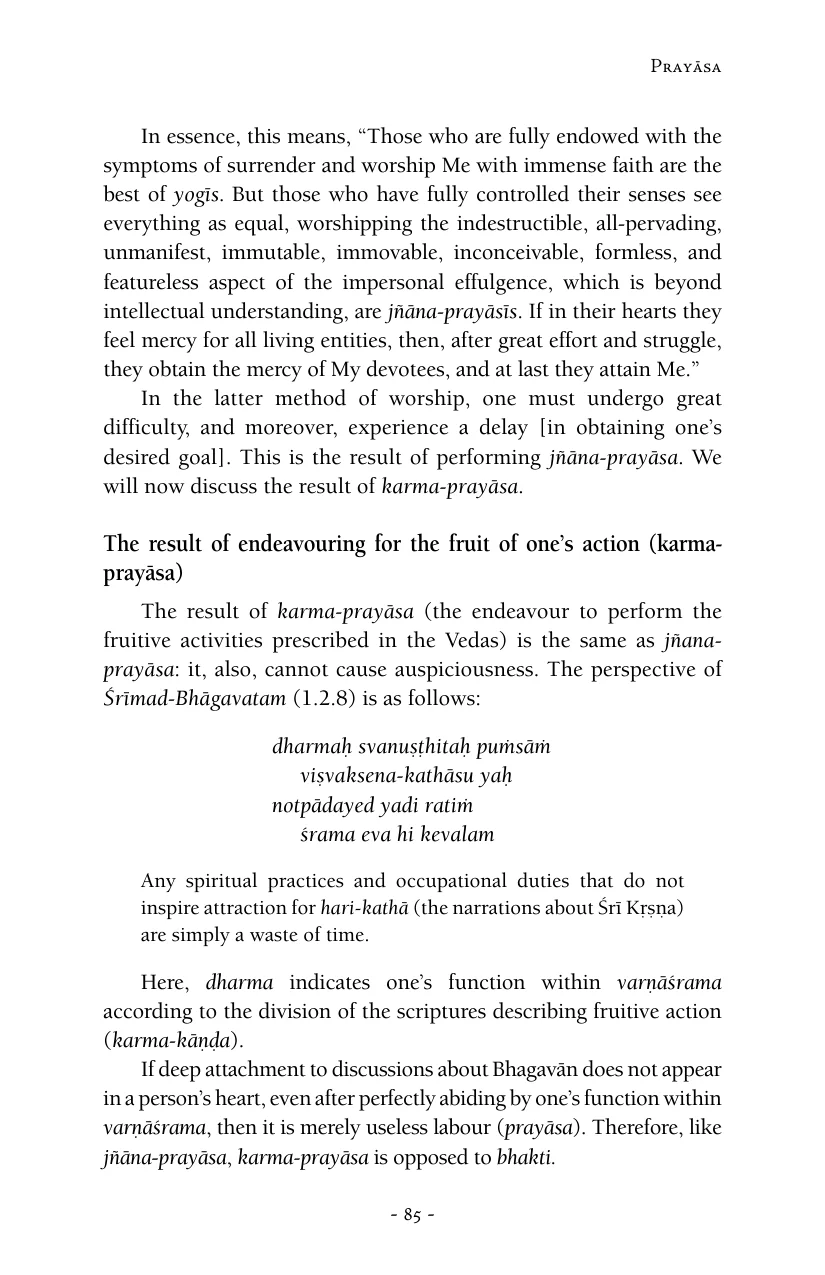 Prayāsa
In essence, this means, “Those who are fully endowed with the
symptoms of surrender and worship Me with immense faith are the
best of yogīs. But those who have fully controlled their senses see
everything as equal, worshipping the indestructible, all-pervading,
unmanifest, immutable, immovable, inconceivable, formless, and
featureless aspect of the impersonal effulgence, which is beyond
intellectual understanding, are jñāna-prayāsīs. If in their hearts they
feel mercy for all living entities, then, after great effort and struggle,
they obtain the mercy of My devotees, and at last they attain Me.”
In the latter method of worship, one must undergo great
difficulty, and moreover, experience a delay [in obtaining one’s
desired goal]. This is the result of performing jñāna-prayāsa. We
will now discuss the result of karma-prayāsa.
The result of endeavouring for the fruit of one’s action (karma-
prayāsa)
The result of karma-prayāsa (the endeavour to perform the
fruitive activities prescribed in the Vedas) is the same as jñana-
prayāsa: it, also, cannot cause auspiciousness. The perspective of
Śrīmad-Bhāgavatam (1.2.8) is as follows:
dharmaḥ svanuṣṭhitaḥ puṁsāṁ
viṣvaksena-kathāsu yaḥ
notpādayed yadi ratiṁ
śrama eva hi kevalam
Any spiritual practices and occupational duties that do not
inspire attraction for hari-kathā (the narrations about Śrī Kṛṣṇa)
are simply a waste of time.
Here, dharma indicates one’s function within varṇāśrama
according to the division of the scriptures describing fruitive action
(karma-kāṇḍa).
If deep attachment to discussions about Bhagavān does not appear
in a person’s heart, even after perfectly abiding by one’s function within
varṇāśrama, then it is merely useless labour (prayāsa). Therefore, like
jñāna-prayāsa, karma-prayāsa is opposed to bhakti.
- 85 -